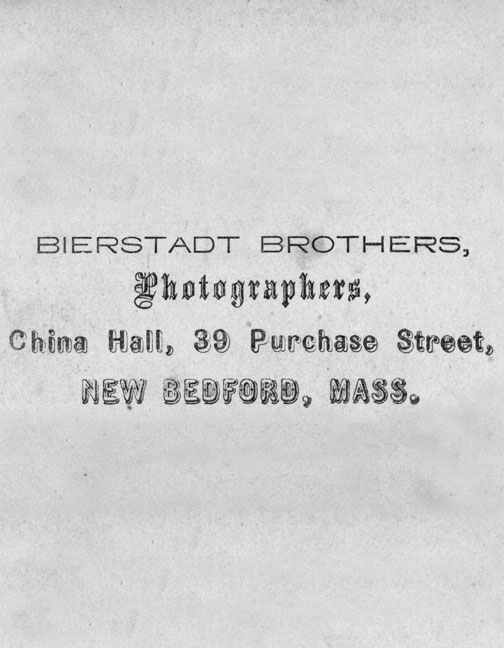 BIERSTADT BROTHERS,
Photographers,
China Hall, 39 Purchase Street,
NEW BEDFORD, MASS.